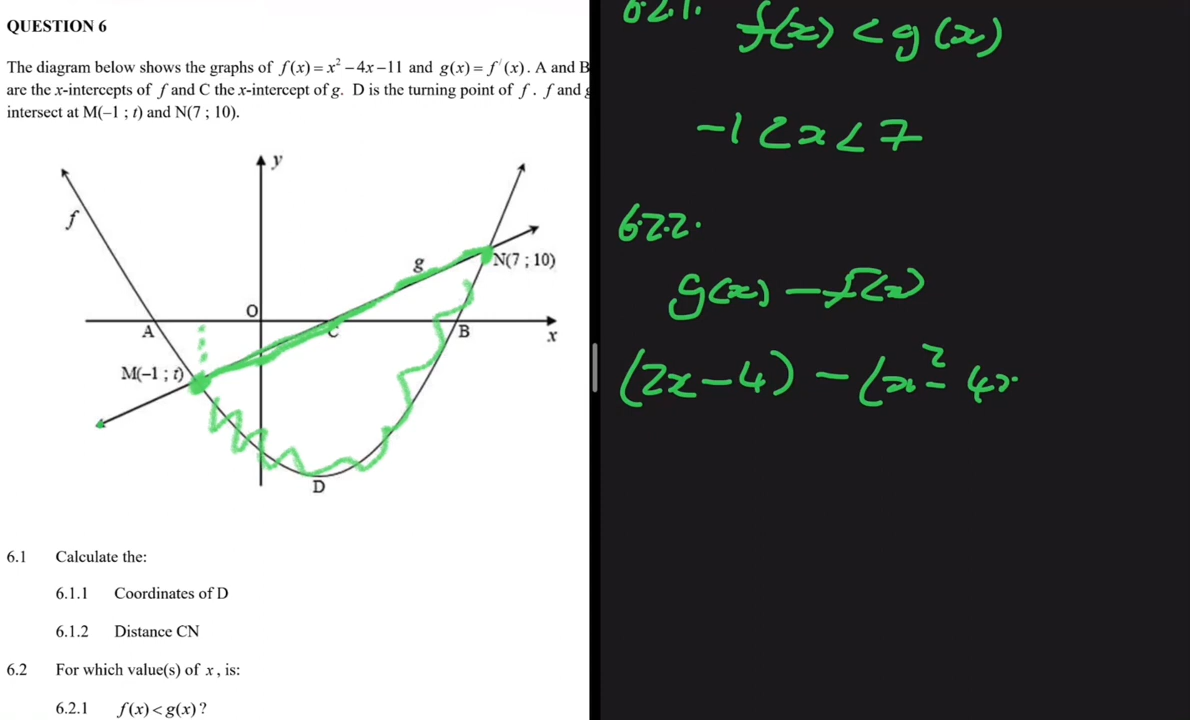 QUESTION 6
The diagram below shows the graphs of f(x) = x² – 4x – 11 and g(x) = f ′(x). A and B
are the x-intercepts of f and C the x-intercept of g. D is the turning point of f. f and g
intersect at M(–1 ; t) and N(7 ; 10).
y
f
g
N(7 ; 10)
O
A
C
B
x
M(–1 ; t)
D
6.1 Calculate the:
6.1.1 Coordinates of D
6.1.2 Distance CN
6.2 For which value(s) of x, is:
6.2.1 f(x) < g(x)?
6.2.1.
f(x) < g(x)
-1 < x < 7
6.2.2.
g(x) - f(x)
(2x - 4) - (x² - 4x